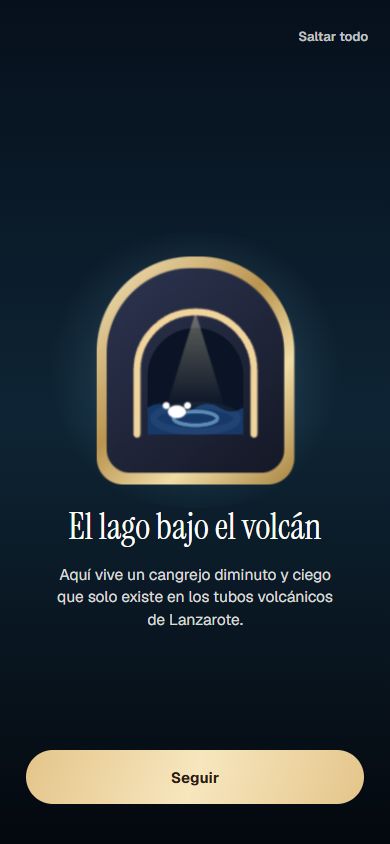 Saltar todo
El lago bajo el volcán
Aquí vive un cangrejo diminuto y ciego
que solo existe en los tubos volcánicos
de Lanzarote.
Seguir